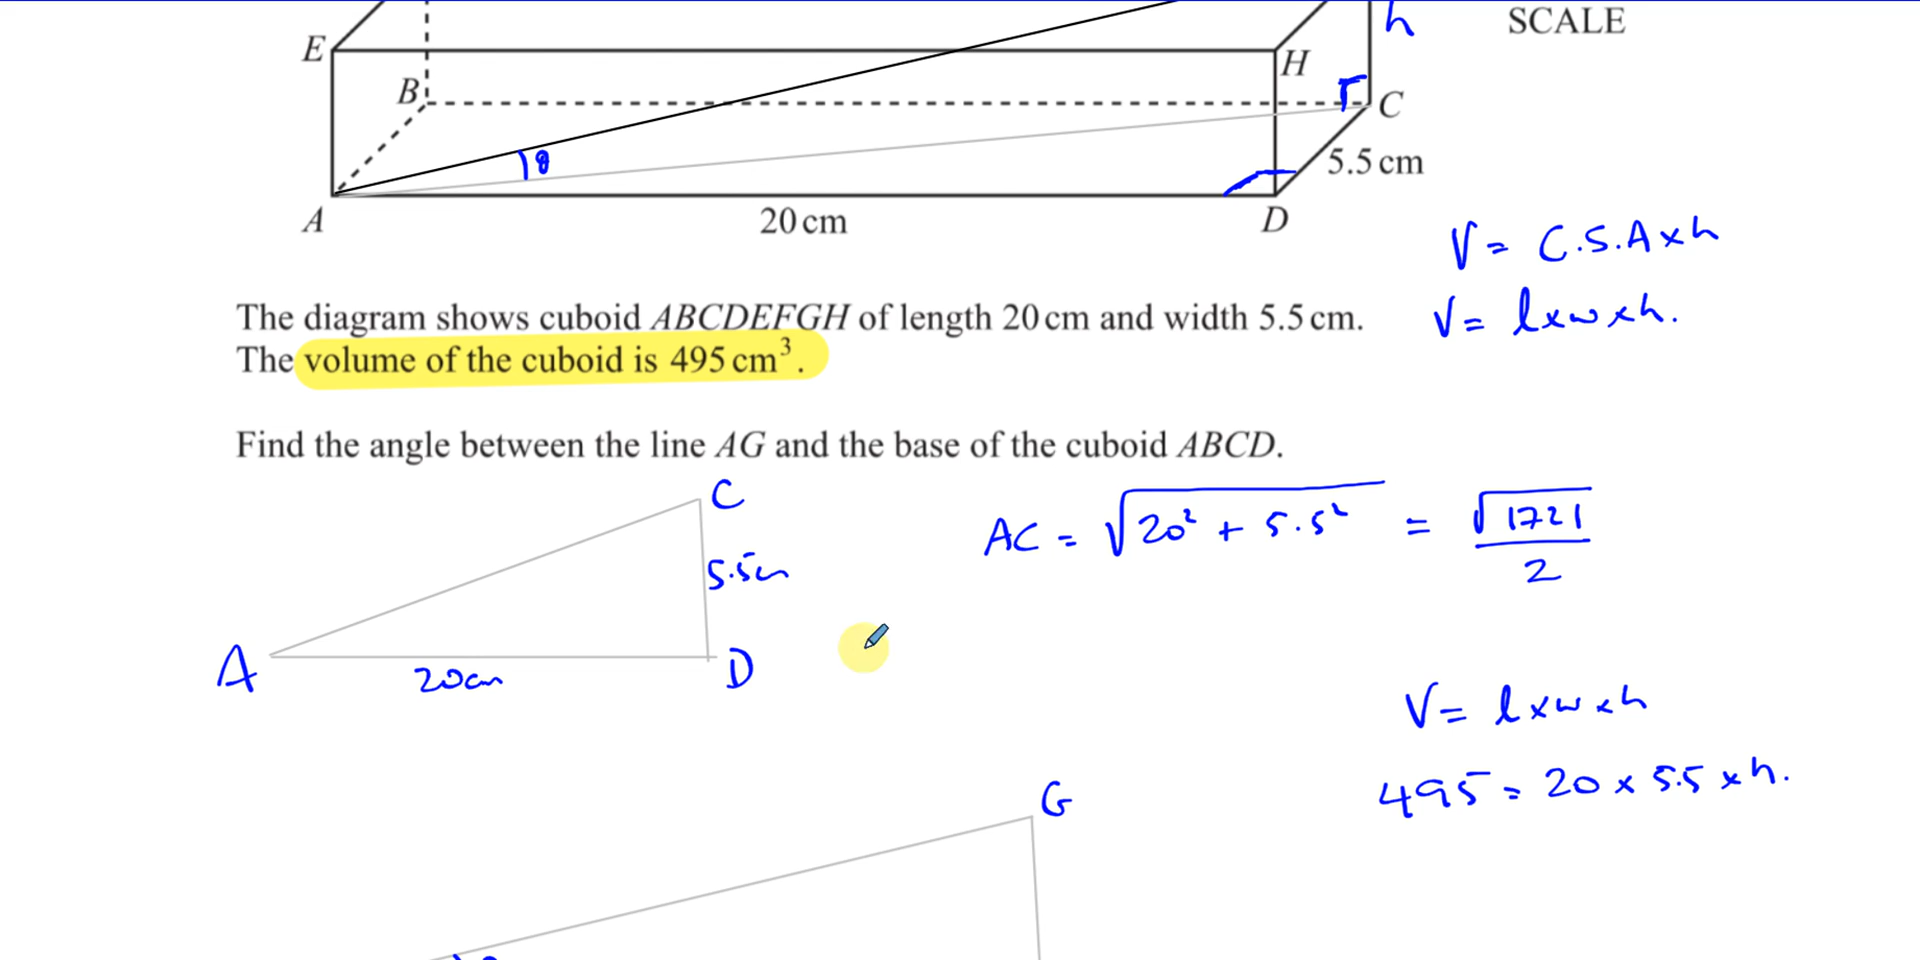 h
SCALE
E
H
B
C
θ
5.5 cm
A
20 cm
D
V = C.S.A x h
The diagram shows cuboid ABCDEFGH of length 20 cm and width 5.5 cm.
V = l x w x h.
The volume of the cuboid is 495 cm³.
Find the angle between the line AG and the base of the cuboid ABCD.
C
AC = √20² + 5.5² = √1721 / 2
5.5cm
A
20cm
D
V = l x w x h
495 = 20 x 5.5 x h.
G